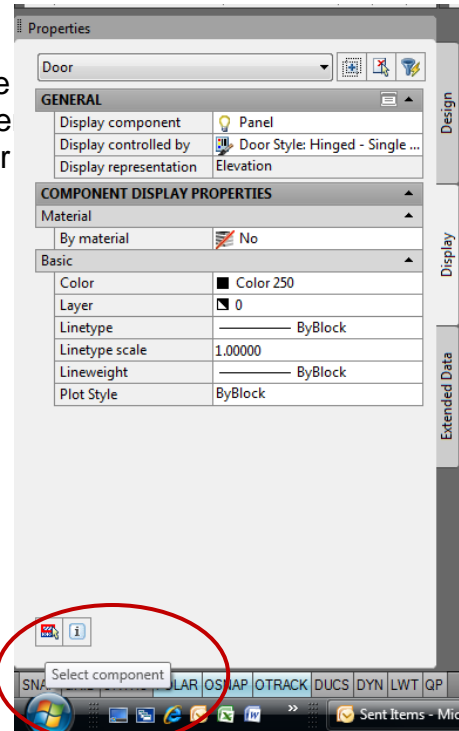 Properties
e
e
r
Door
GENERAL
Display component Panel
Display controlled by Door Style: Hinged - Single ...
Display representation Elevation
COMPONENT DISPLAY PROPERTIES
Material
By material No
Basic
Color Color 250
Layer 0
Linetype ByBlock
Linetype scale 1.00000
Lineweight ByBlock
Plot Style ByBlock
Design
Display
Extended Data
Select component
SNA LAR OSNAP OTRACK DUCS DYN LWT QP
Sent Items - Mic